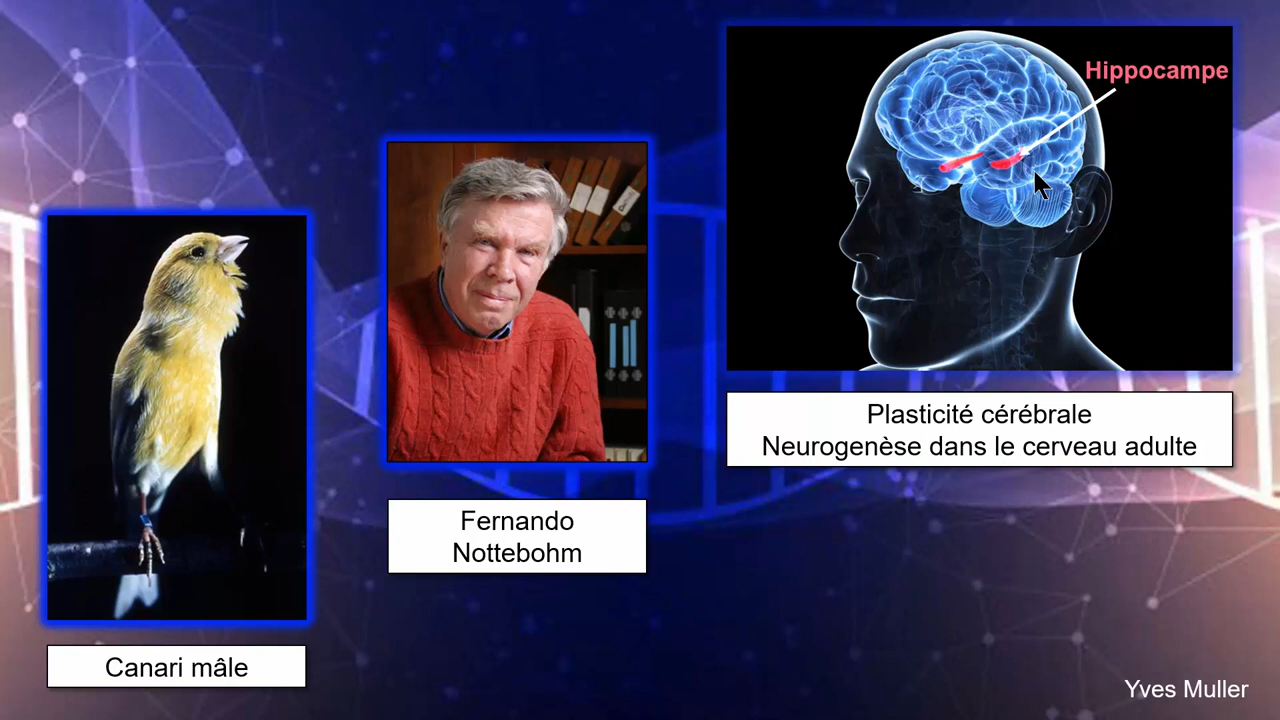 Hippocampe
Plasticité cérébrale
Neurogenèse dans le cerveau adulte
Fernando
Nottebohm
Canari mâle
Yves Muller